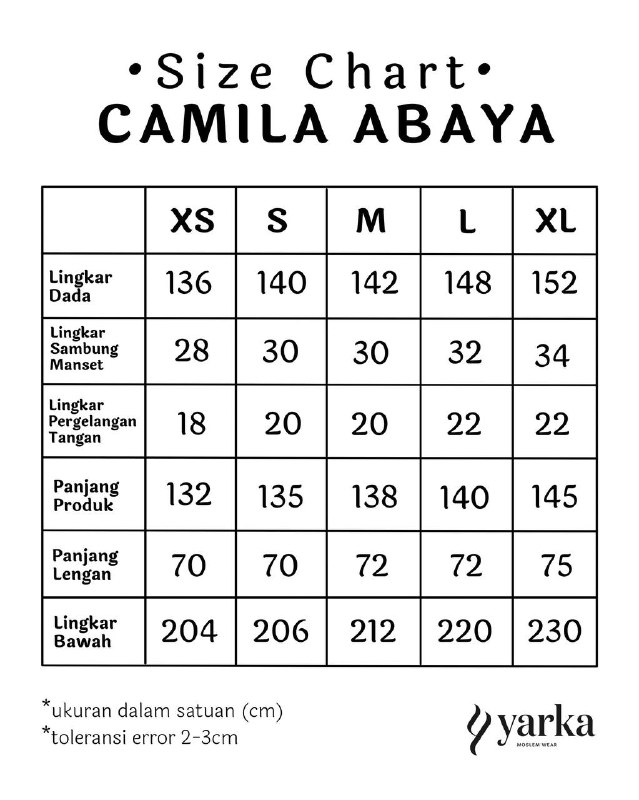 •Size Chart•
CAMILA ABAYA
XS S M L XL
Lingkar
Dada
136 140 142 148 152
Lingkar
Sambung
Manset
28 30 30 32 34
Lingkar
Pergelangan
Tangan
18 20 20 22 22
Panjang
Produk
132 135 138 140 145
Panjang
Lengan
70 70 72 72 75
Lingkar
Bawah
204 206 212 220 230
*ukuran dalam satuan (cm)
*toleransi error 2-3cm
yarka
MOSLEM WEAR